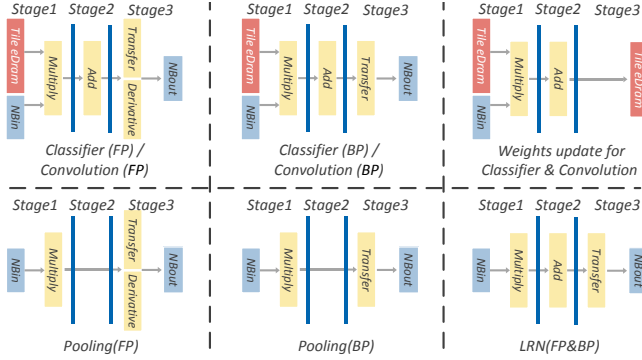 Stage1 Stage2 Stage3
Tile eDram
NBin
Multiply
Add
Transfer
Derivative
NBout
Classifier (FP) /
Convolution (FP)
Stage1 Stage2 Stage3
Tile eDram
NBin
Multiply
Add
Transfer
NBout
Classifier (BP) /
Convolution (BP)
Stage1 Stage2 Stage3
Tile eDram
NBin
Multiply
Add
Tile eDram
Weights update for
Classifier & Convolution
Stage1 Stage2 Stage3
NBin
Multiply
Transfer
Derivative
NBout
Pooling(FP)
Stage1 Stage2 Stage3
NBin
Multiply
Transfer
NBout
Pooling(BP)
Stage1 Stage2 Stage3
NBin
Multiply
Add
Transfer
NBout
LRN(FP&BP)